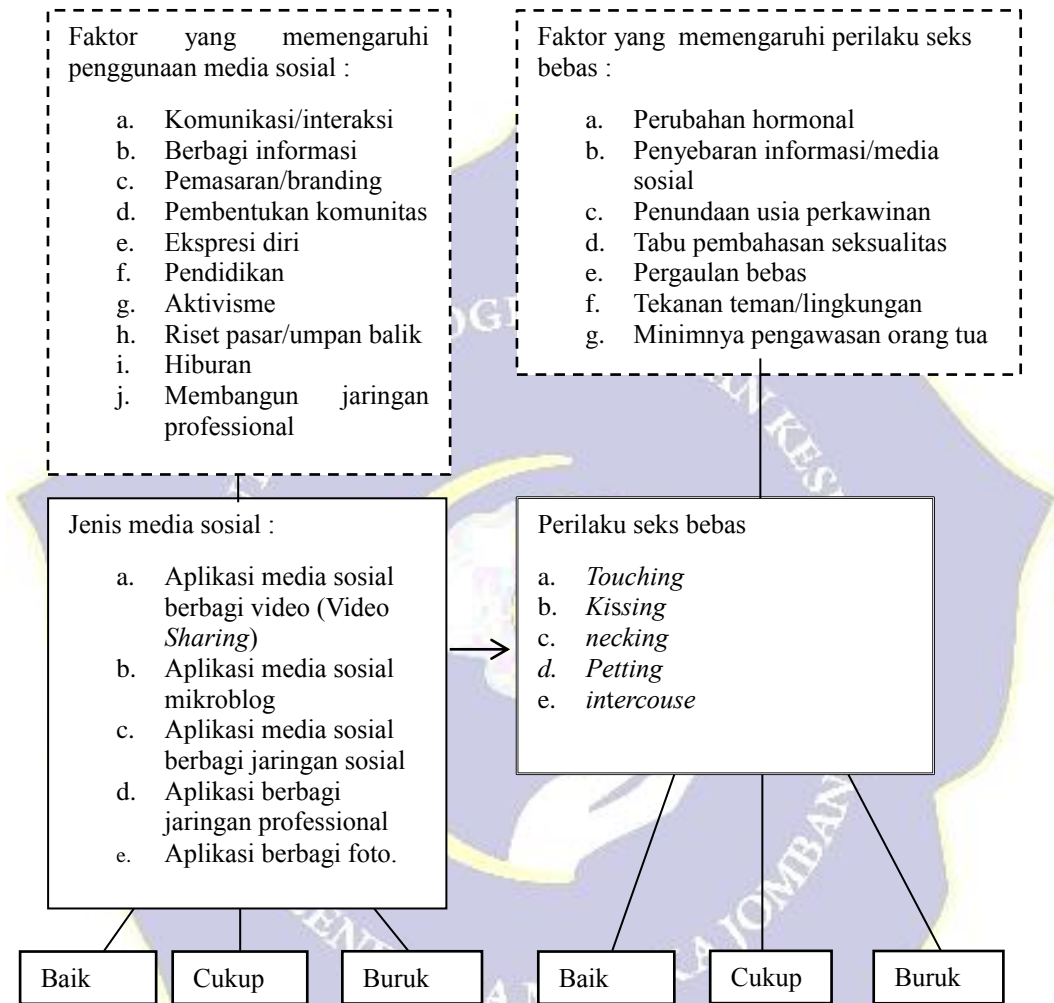 Faktor yang memengaruhi
penggunaan media sosial :
a. Komunikasi/interaksi
b. Berbagi informasi
c. Pemasaran/branding
d. Pembentukan komunitas
e. Ekspresi diri
f. Pendidikan
g. Aktivisme
h. Riset pasar/umpan balik
i. Hiburan
j. Membangun jaringan
professional
Faktor yang memengaruhi perilaku seks
bebas :
a. Perubahan hormonal
b. Penyebaran informasi/media
sosial
c. Penundaan usia perkawinan
d. Tabu pembahasan seksualitas
e. Pergaulan bebas
f. Tekanan teman/lingkungan
g. Minimnya pengawasan orang tua
Jenis media sosial :
a. Aplikasi media sosial
berbagi video (Video
Sharing)
b. Aplikasi media sosial
mikroblog
c. Aplikasi media sosial
berbagi jaringan sosial
d. Aplikasi berbagi
jaringan professional
e. Aplikasi berbagi foto.
Perilaku seks bebas
a. Touching
b. Kissing
c. necking
d. Petting
e. intercouse
Baik
Cukup
Buruk
Baik
Cukup
Buruk
JOMBANG